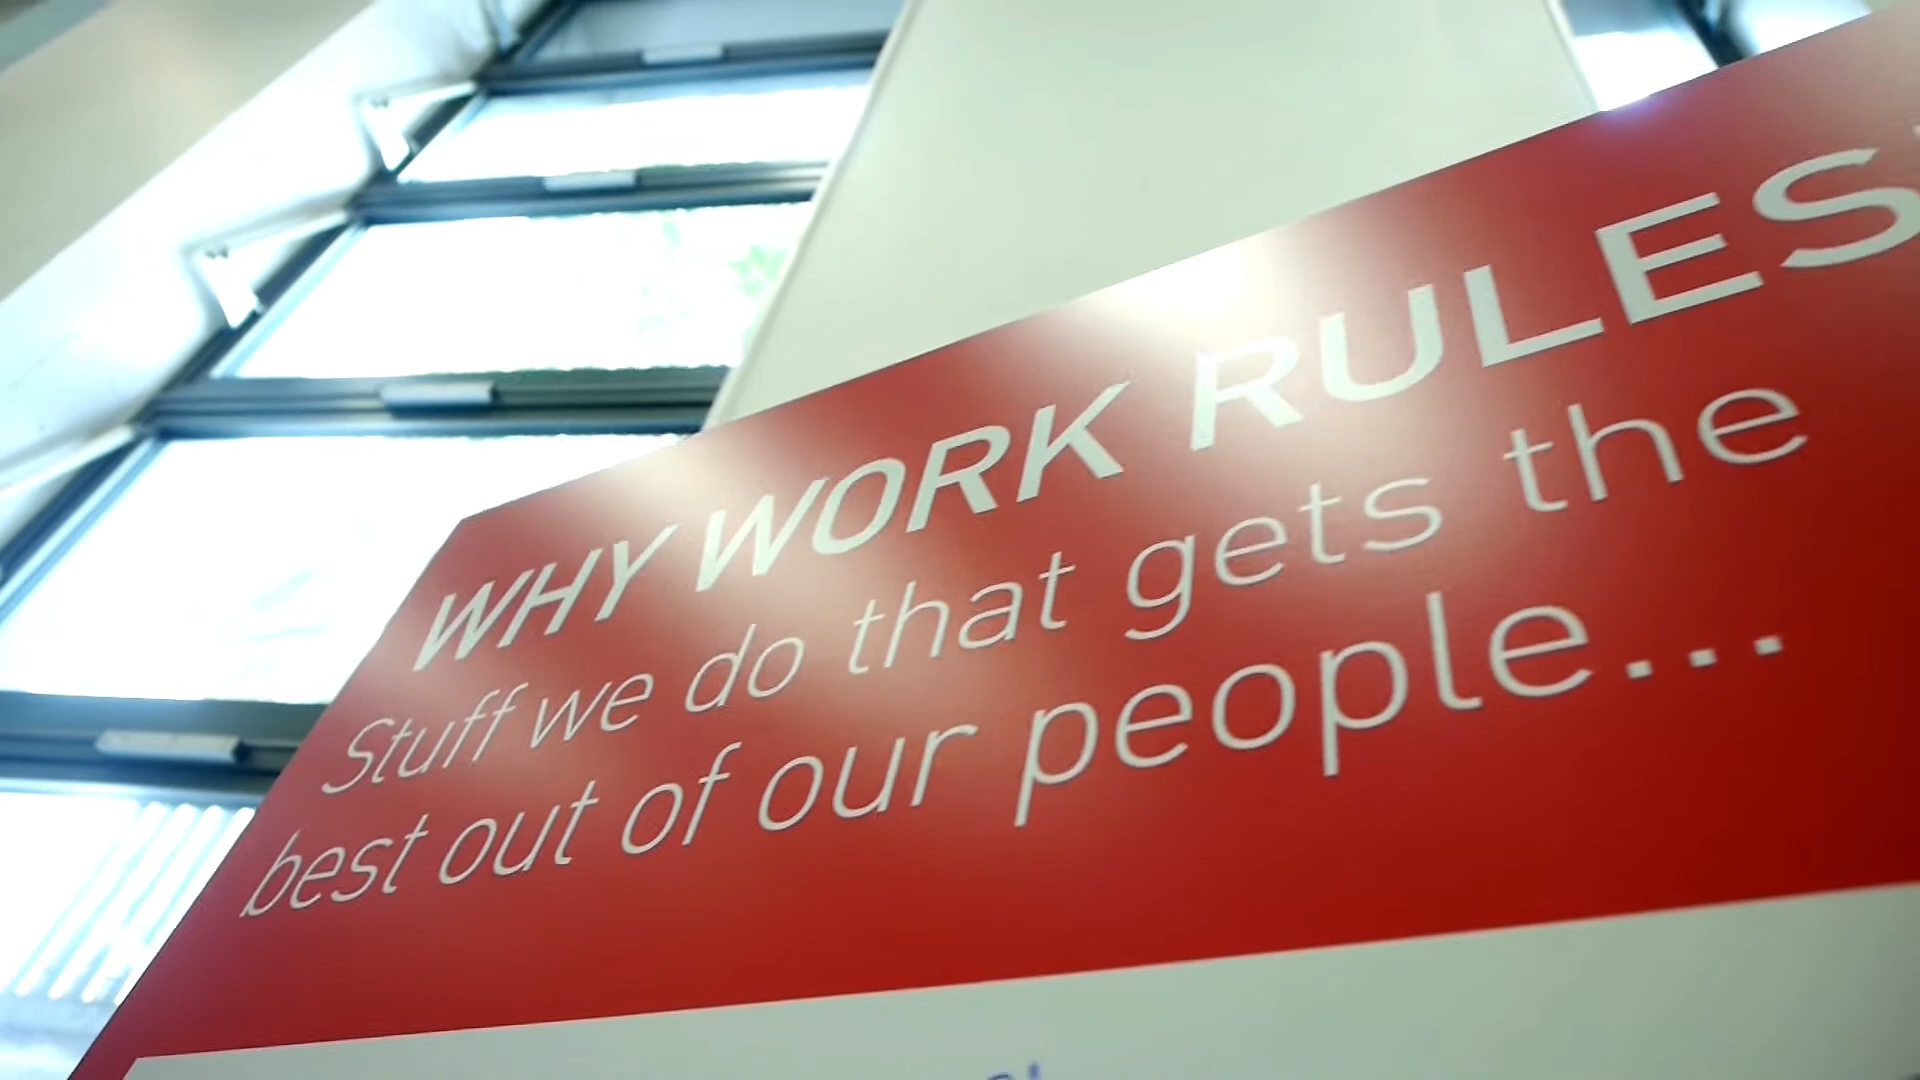 WHY WORK RULES
Stuff we do that gets the
best out of our people...